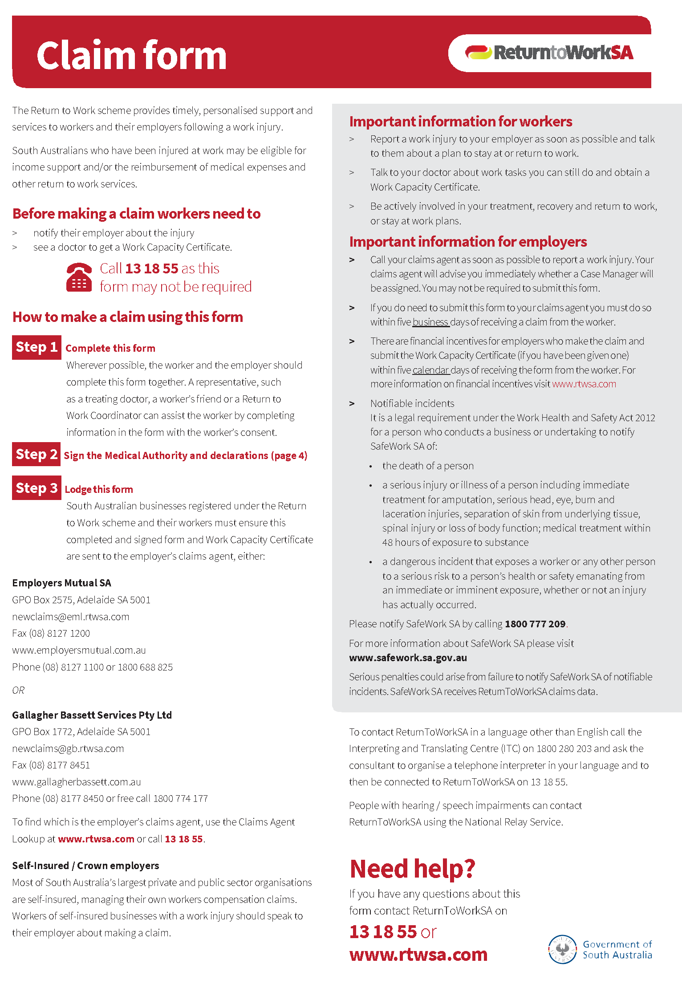 Claim form
ReturntoWorkSA
The Return to Work scheme provides timely, personalised support and
services to workers and their employers following a work injury.
South Australians who have been injured at work may be eligible for
income support and/or the reimbursement of medical expenses and
other return to work services.
Before making a claim workers need to
> notify their employer about the injury
> see a doctor to get a Work Capacity Certificate.
Call 13 18 55 as this
form may not be required
How to make a claim using this form
Step 1 Complete this form
Wherever possible, the worker and the employer should
complete this form together. A representative, such
as a treating doctor, a worker's friend or a Return to
Work Coordinator can assist the worker by completing
information in the form with the worker's consent.
Step 2 Sign the Medical Authority and declarations (page 4)
Step 3 Lodge this form
South Australian businesses registered under the Return
to Work scheme and their workers must ensure this
completed and signed form and Work Capacity Certificate
are sent to the employer's claims agent, either:
Employers Mutual SA
GPO Box 2575, Adelaide SA 5001
newclaims@eml.rtwsa.com
Fax (08) 8127 1200
www.employersmutual.com.au
Phone (08) 8127 1100 or 1800 688 825
OR
Gallagher Bassett Services Pty Ltd
GPO Box 1772, Adelaide SA 5001
newclaims@gb.rtwsa.com
Fax (08) 8177 8451
www.gallagherbassett.com.au
Phone (08) 8177 8450 or free call 1800 774 177
To find which is the employer's claims agent, use the Claims Agent
Lookup at www.rtwsa.com or call 13 18 55.
Self-Insured / Crown employers
Most of South Australia's largest private and public sector organisations
are self-insured, managing their own workers compensation claims.
Workers of self-insured businesses with a work injury should speak to
their employer about making a claim.
Important information for workers
> Report a work injury to your employer as soon as possible and talk
to them about a plan to stay at or return to work.
> Talk to your doctor about work tasks you can still do and obtain a
Work Capacity Certificate.
> Be actively involved in your treatment, recovery and return to work,
or stay at work plans.
Important information for employers
> Call your claims agent as soon as possible to report a work injury. Your
claims agent will advise you immediately whether a Case Manager will
be assigned. You may not be required to submit this form.
> If you do need to submit this form to your claims agent you must do so
within five business days of receiving a claim from the worker.
> There are financial incentives for employers who make the claim and
submit the Work Capacity Certificate (if you have been given one)
within five calendar days of receiving the form from the worker. For
more information on financial incentives visit www.rtwsa.com
> Notifiable incidents
It is a legal requirement under the Work Health and Safety Act 2012
for a person who conducts a business or undertaking to notify
SafeWork SA of:
• the death of a person
• a serious injury or illness of a person including immediate
treatment for amputation, serious head, eye, burn and
laceration injuries, separation of skin from underlying tissue,
spinal injury or loss of body function; medical treatment within
48 hours of exposure to substance
• a dangerous incident that exposes a worker or any other person
to a serious risk to a person's health or safety emanating from
an immediate or imminent exposure, whether or not an injury
has actually occurred.
Please notify SafeWork SA by calling 1800 777 209.
For more information about SafeWork SA please visit
www.safework.sa.gov.au
Serious penalties could arise from failure to notify SafeWork SA of notifiable
incidents. SafeWork SA receives ReturnToWorkSA claims data.
To contact ReturnToWorkSA in a language other than English call the
Interpreting and Translating Centre (ITC) on 1800 280 203 and ask the
consultant to organise a telephone interpreter in your language and to
then be connected to ReturnToWorkSA on 13 18 55.
People with hearing / speech impairments can contact
ReturnToWorkSA using the National Relay Service.
Need help?
If you have any questions about this
form contact ReturnToWorkSA on
13 18 55 or
www.rtwsa.com
SOUTH AUSTRALIA
Government of
South Australia